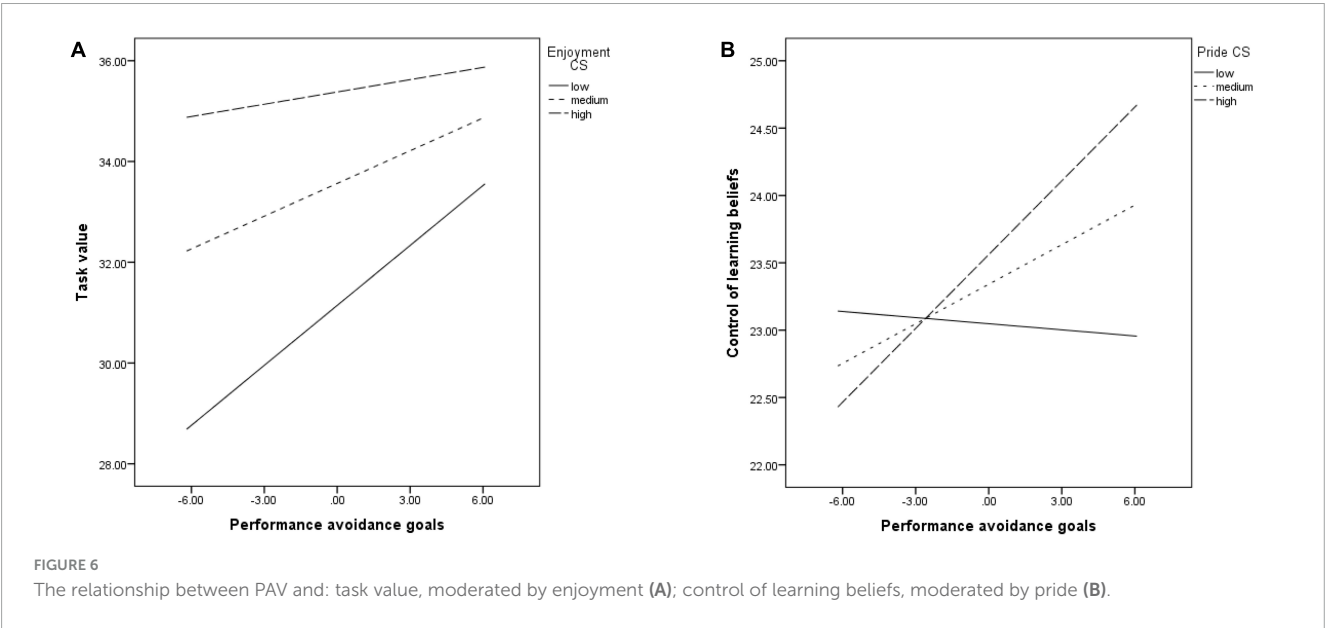 A
36.00
34.00
32.00
30.00
28.00
Task value
-6.00
-3.00
.00
3.00
6.00
Performance avoidance goals
Enjoyment
CS
low
medium
high
B
25.00
24.50
24.00
23.50
23.00
22.50
22.00
Control of learning beliefs
-6.00
-3.00
.00
3.00
6.00
Performance avoidance goals
Pride CS
low
medium
high
FIGURE 6
The relationship between PAV and: task value, moderated by enjoyment (A); control of learning beliefs, moderated by pride (B).